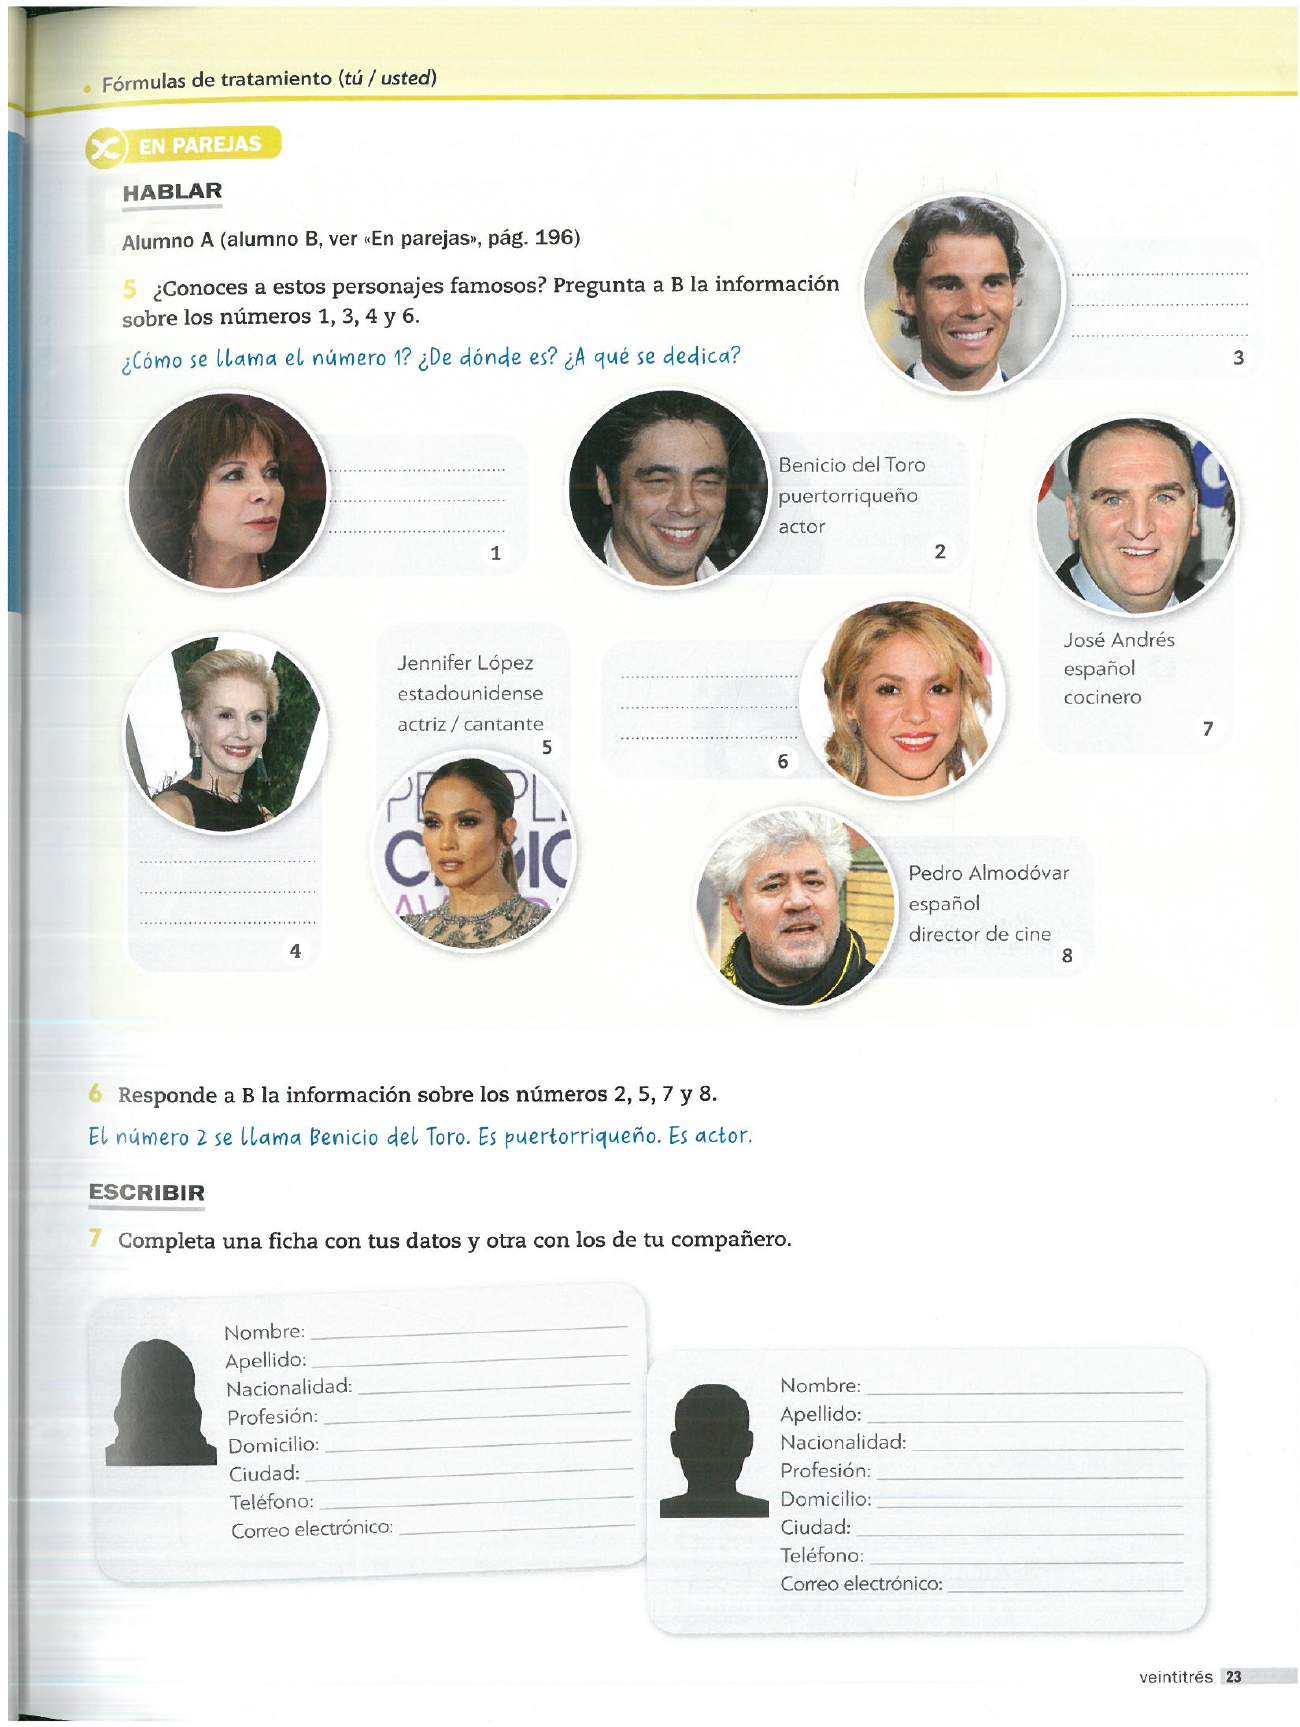 Fórmulas de tratamiento (tú / usted)
EN PAREJAS
HABLAR
Alumno A (alumno B, ver «En parejas», pág. 196)
5 ¿Conoces a estos personajes famosos? Pregunta a B la información
sobre los números 1, 3, 4 y 6.
¿Cómo se llama el número 1? ¿De dónde es? ¿A qué se dedica?
3
1
Benicio del Toro
puertorriqueño
actor
2
José Andrés
español
cocinero
7
4
Jennifer López
estadounidense
actriz / cantante
5
6
Pedro Almodóvar
español
director de cine
8
6 Responde a B la información sobre los números 2, 5, 7 y 8.
El número 2 se llama Benicio del Toro. Es puertorriqueño. Es actor.
ESCRIBIR
7 Completa una ficha con tus datos y otra con los de tu compañero.
Nombre:
Apellido:
Nacionalidad:
Profesión:
Domicilio:
Ciudad:
Teléfono:
Correo electrónico:
Nombre:
Apellido:
Nacionalidad:
Profesión:
Domicilio:
Ciudad:
Teléfono:
Correo electrónico:
veintitrés 23